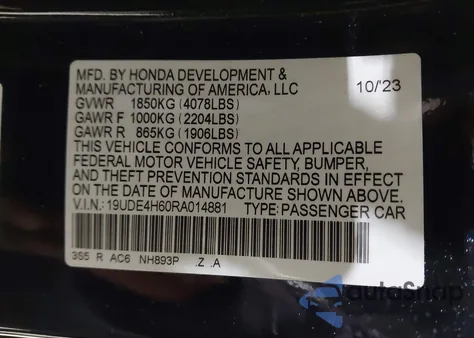 MFD. BY HONDA DEVELOPMENT &
MANUFACTURING OF AMERICA, LLC 10/23
GVWR 1850KG (4078LBS)
GAWR F 1000KG (2204LBS)
GAWR R 865KG (1906LBS)
THIS VEHICLE CONFORMS TO ALL APPLICABLE
FEDERAL MOTOR VEHICLE SAFETY, BUMPER,
AND THEFT PREVENTION STANDARDS IN EFFECT
ON THE DATE OF MANUFACTURE SHOWN ABOVE.
V.I.N.: 19UDE4H60RA014881 TYPE: PASSENGER CAR
3S5 R AC6 NH893P .Z .A
autoSnap